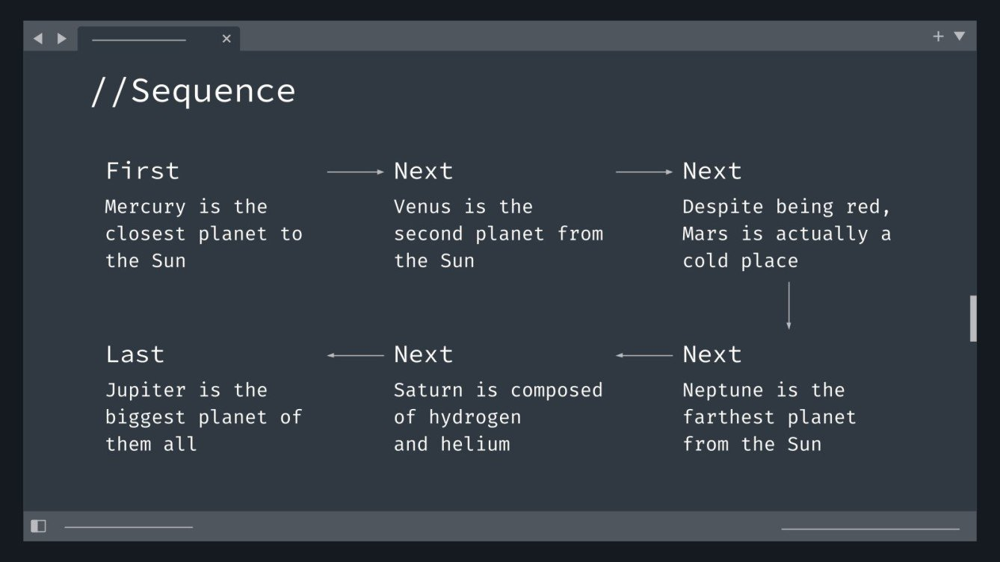 //Sequence
First
Mercury is the
closest planet to
the Sun
Next
Venus is the
second planet from
the Sun
Next
Despite being red,
Mars is actually a
cold place
Next
Neptune is the
farthest planet
from the Sun
Next
Saturn is composed
of hydrogen
and helium
Last
Jupiter is the
biggest planet of
them all